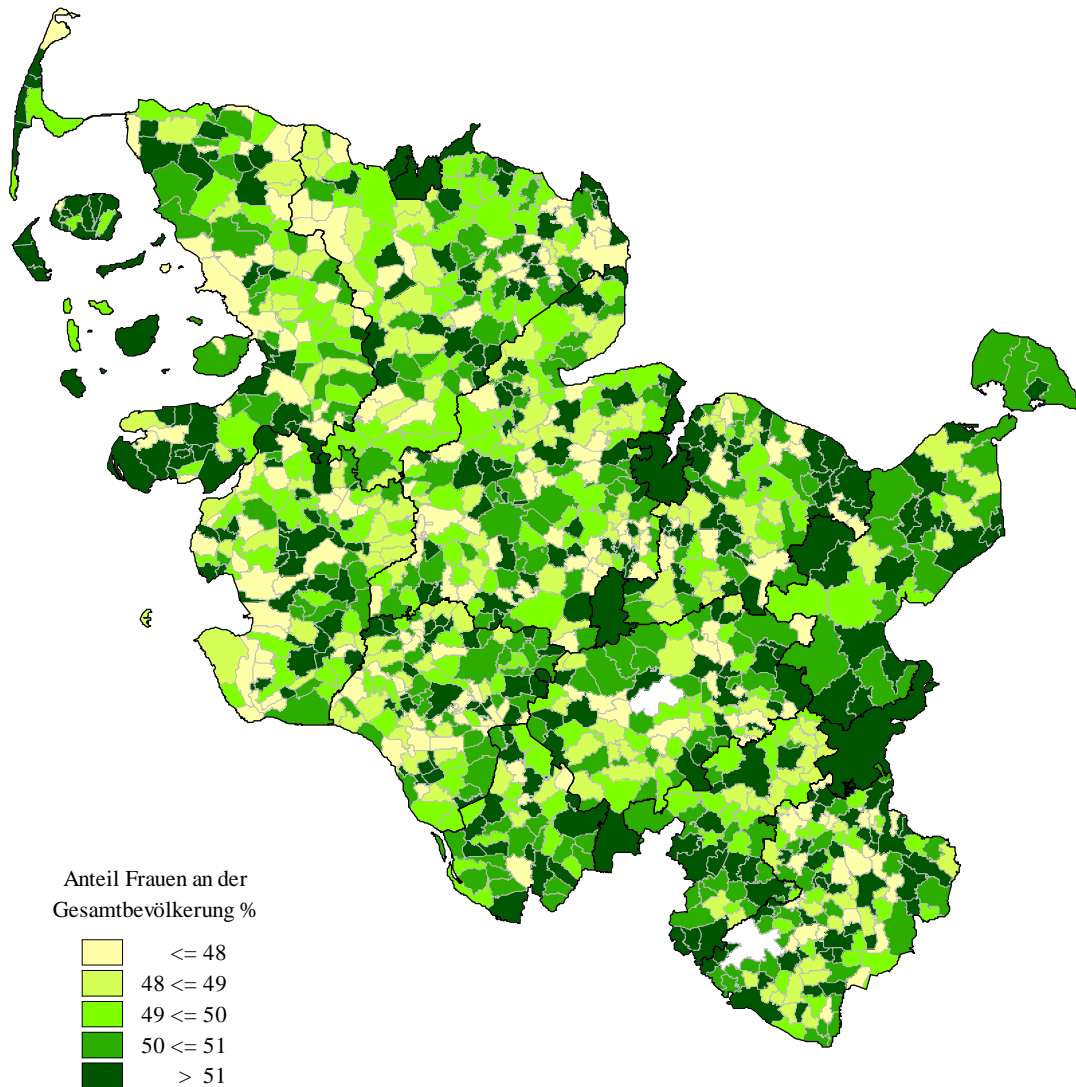 Anteil Frauen an der
Gesamtbevölkerung %
<= 48
48 <= 49
49 <= 50
50 <= 51
> 51